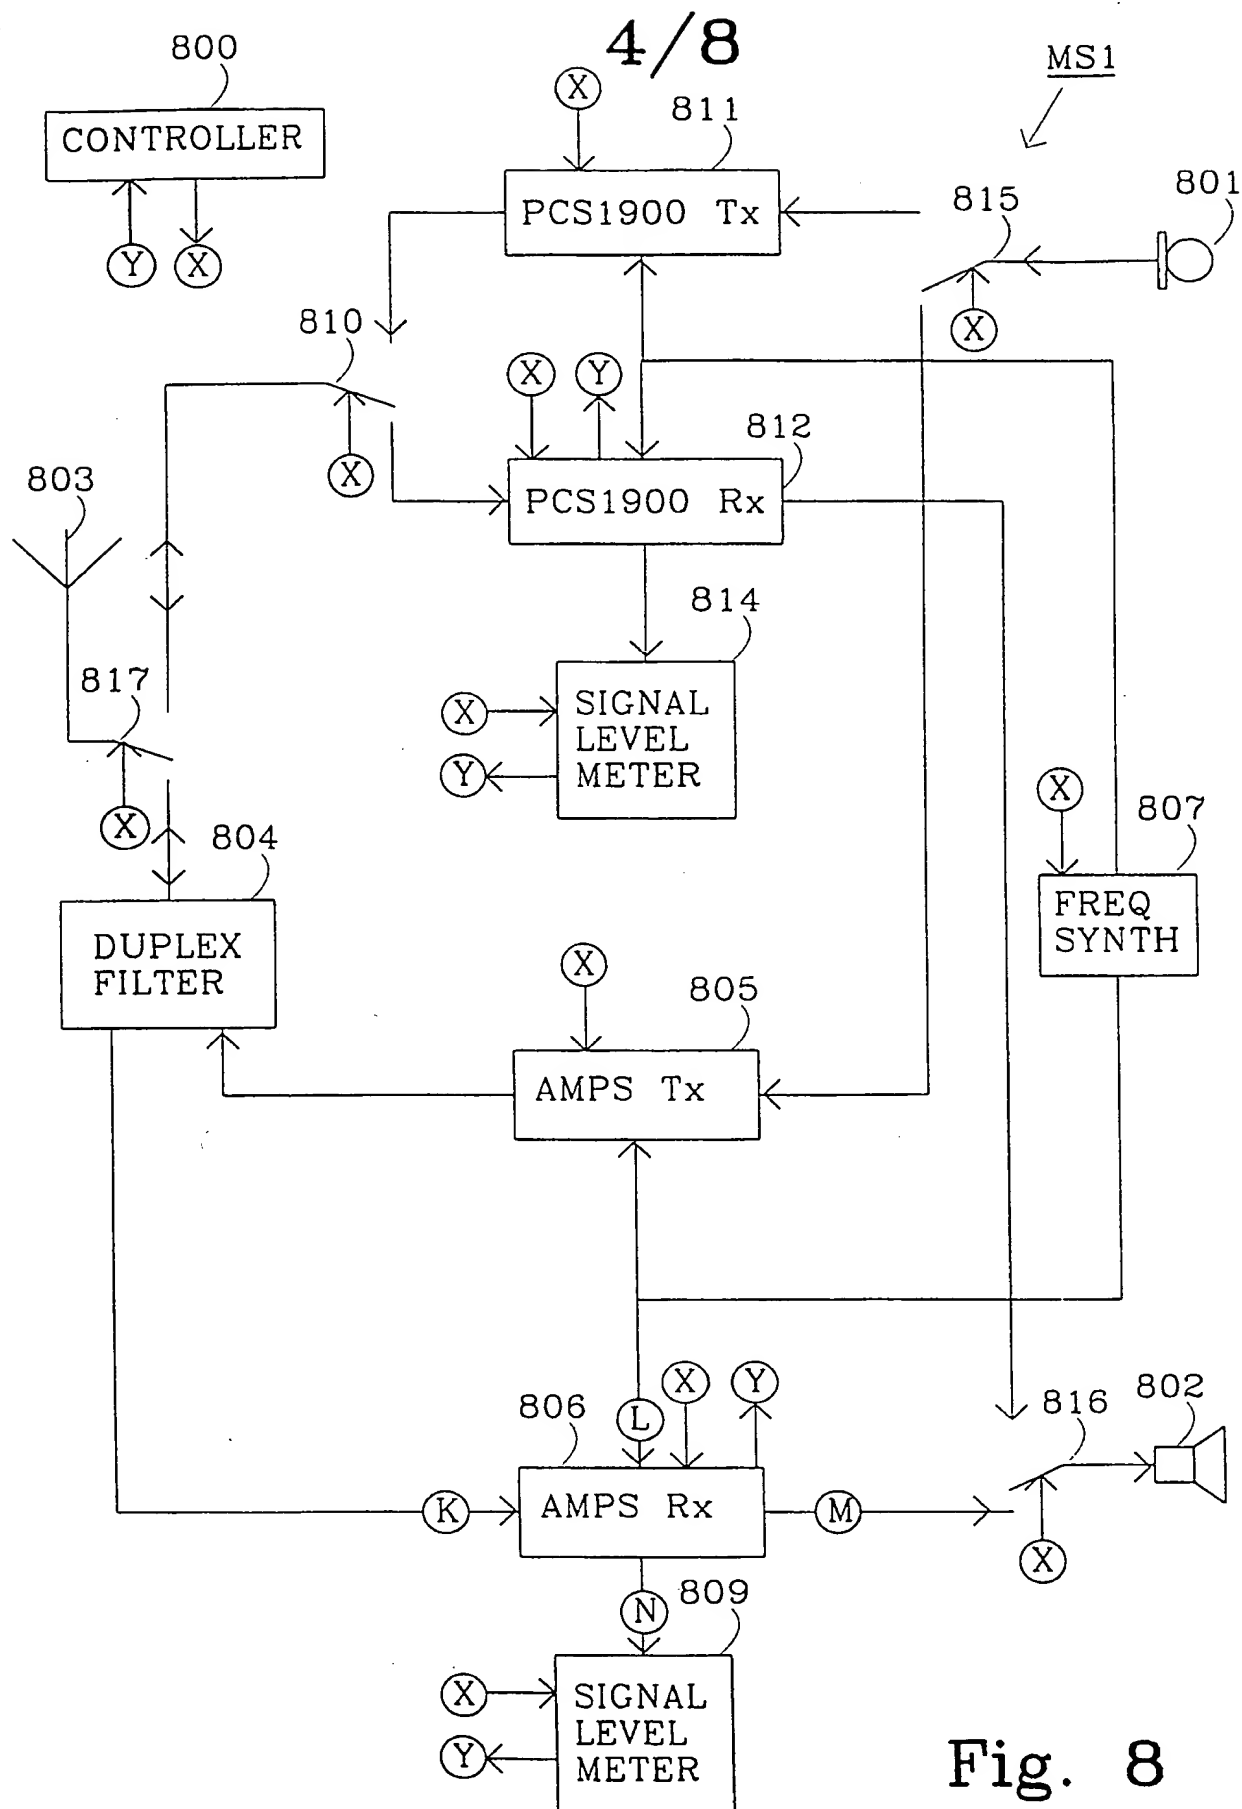 4/8
800
MS1
X
811
CONTROLLER
815
801
PCS1900 Tx
Y
X
810
X
X
Y
812
803
X
PCS1900 Rx
814
817
X
SIGNAL
LEVEL
METER
Y
X
807
X
804
FREQ
SYNTH
DUPLEX
FILTER
X
805
AMPS Tx
806
L
X
Y
816
802
K
AMPS Rx
M
X
N
809
X
SIGNAL
LEVEL
METER
Y
Fig. 8